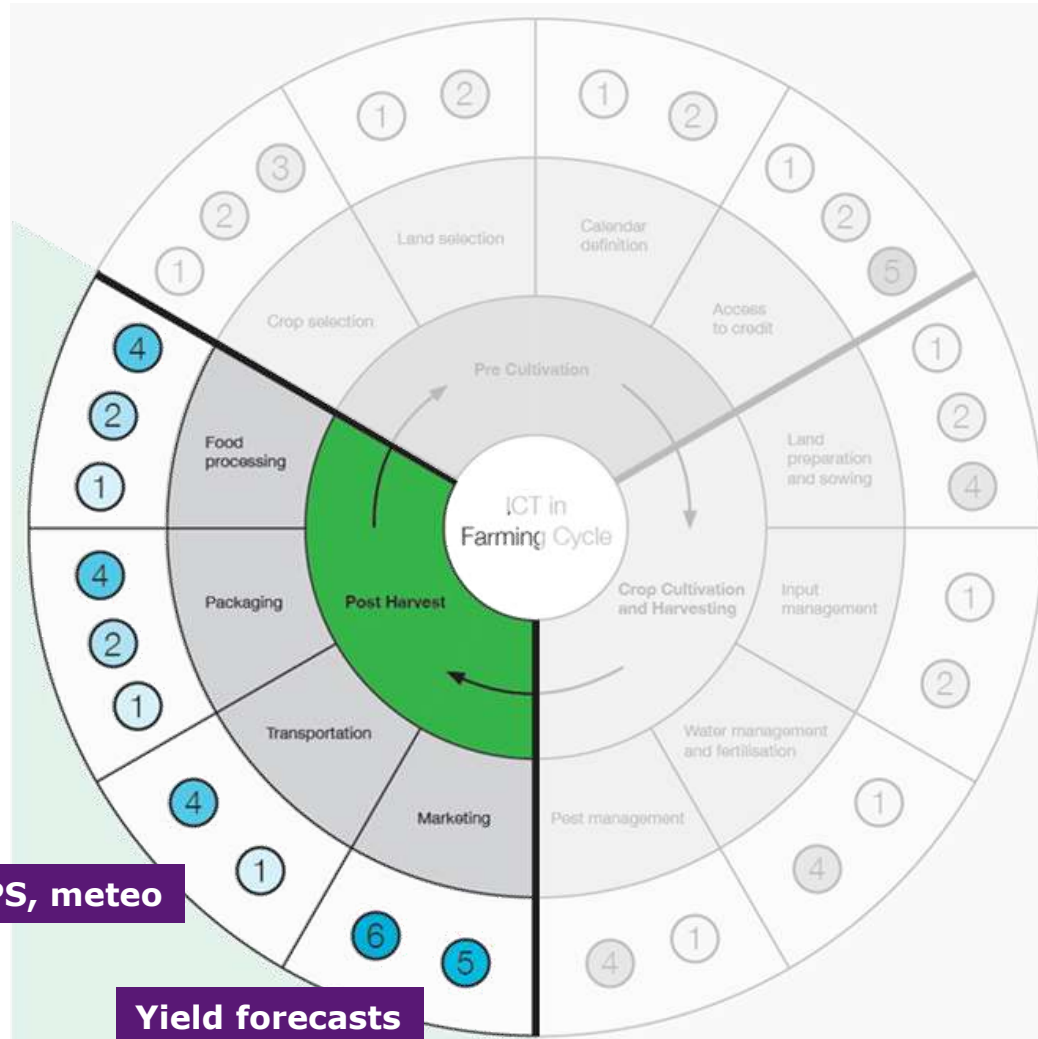 1
2
1
2
3
1
2
2
5
1
Land selection
Calendar
definition
Crop selection
Access
to credit
4
1
2
2
1
4
Pre Cultivation
Food
processing
Land
preparation
and sowing
ICT in
Farming Cycle
4
2
1
Packaging
Post Harvest
Crop Cultivation
and Harvesting
Input
management
1
2
Transportation
Water management
and fertilisation
4
1
Marketing
Pest management
1
4
PS, meteo
6
5
4
1
Yield forecasts